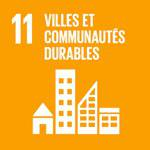 11 VILLES ET
COMMUNAUTÉS
DURABLES